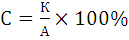 С = К/А × 100%